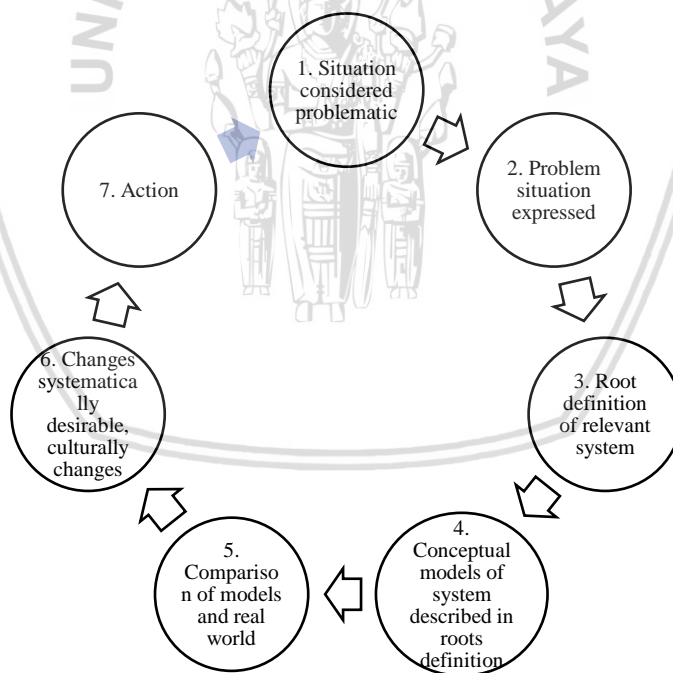 UNI
AYA
1. Situation
considered
problematic
2. Problem
situation
expressed
3. Root
definition
of relevant
system
4.
Conceptual
models of
system
described in
roots
definition
5.
Compariso
n of models
and real
world
6. Changes
systematica
lly
desirable,
culturally
changes
7. Action